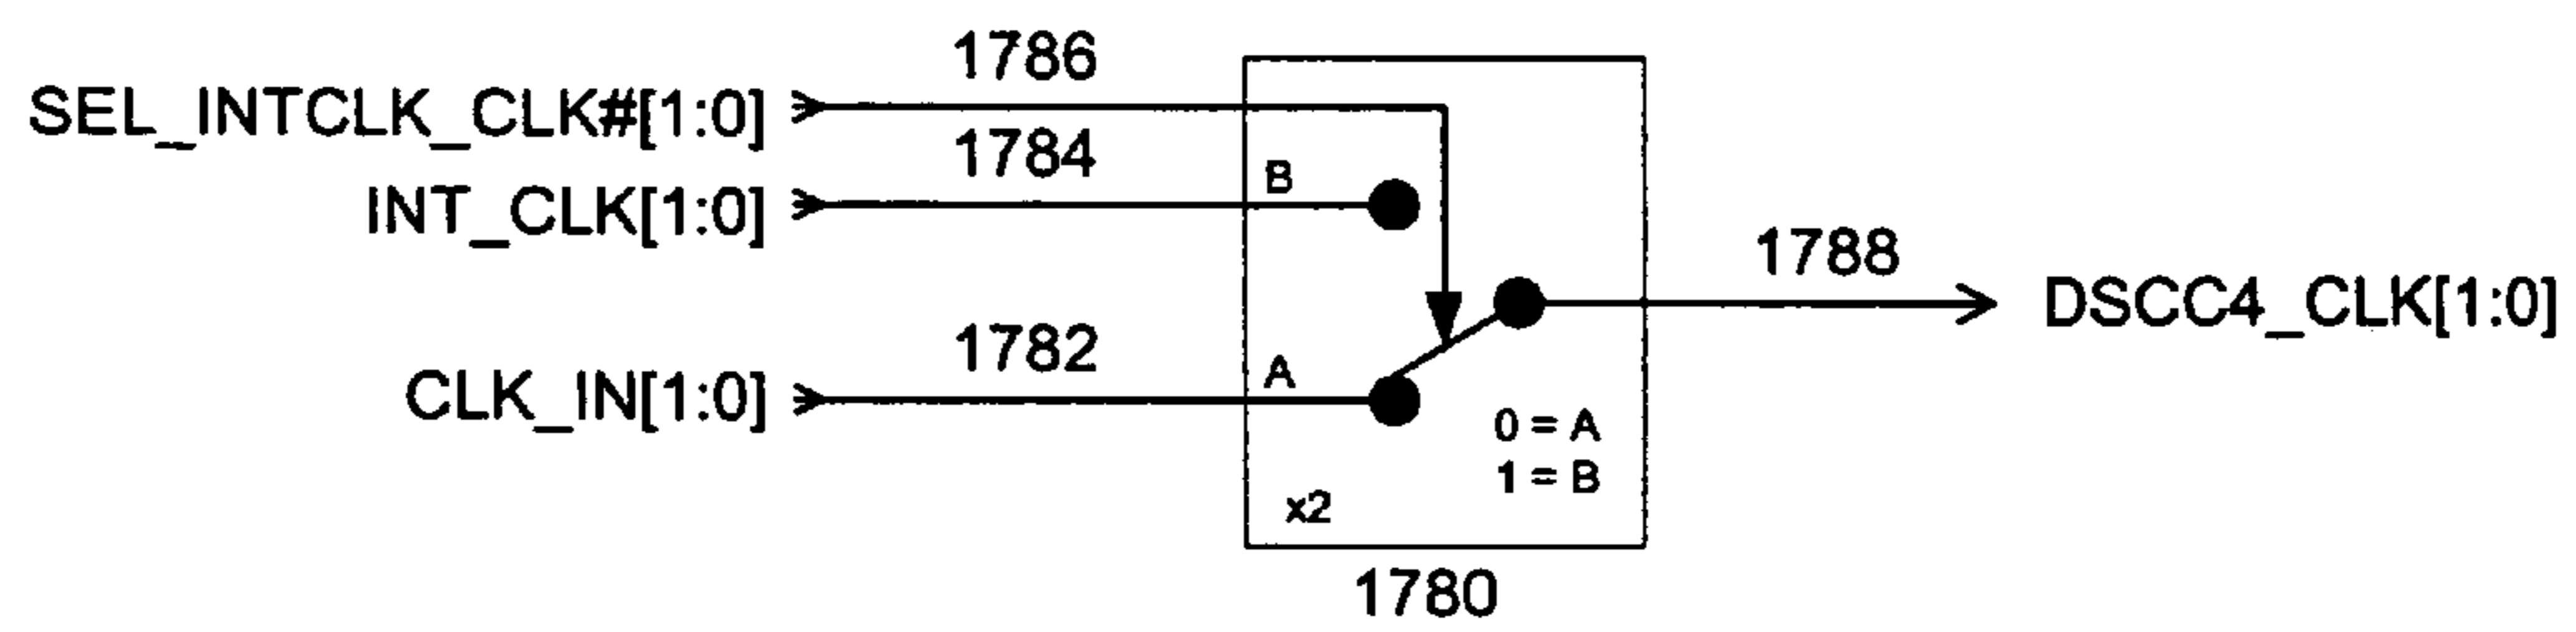 1786
SEL_INTCLK_CLK#[1:0]
1784
B
INT_CLK[1:0]
1788
DSCC4_CLK[1:0]
1782
A
CLK_IN[1:0]
0 = A
1 = B
x2
1780